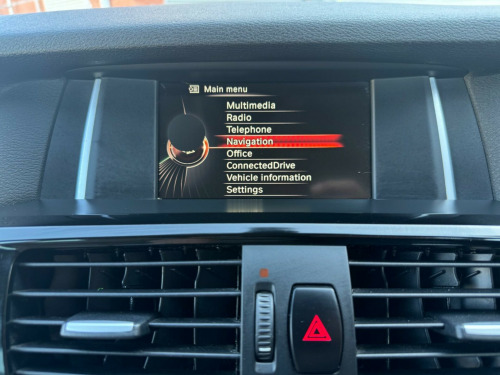 Main menu
Multimedia
Radio
Telephone
Navigation
Office
ConnectedDrive
Vehicle information
Settings